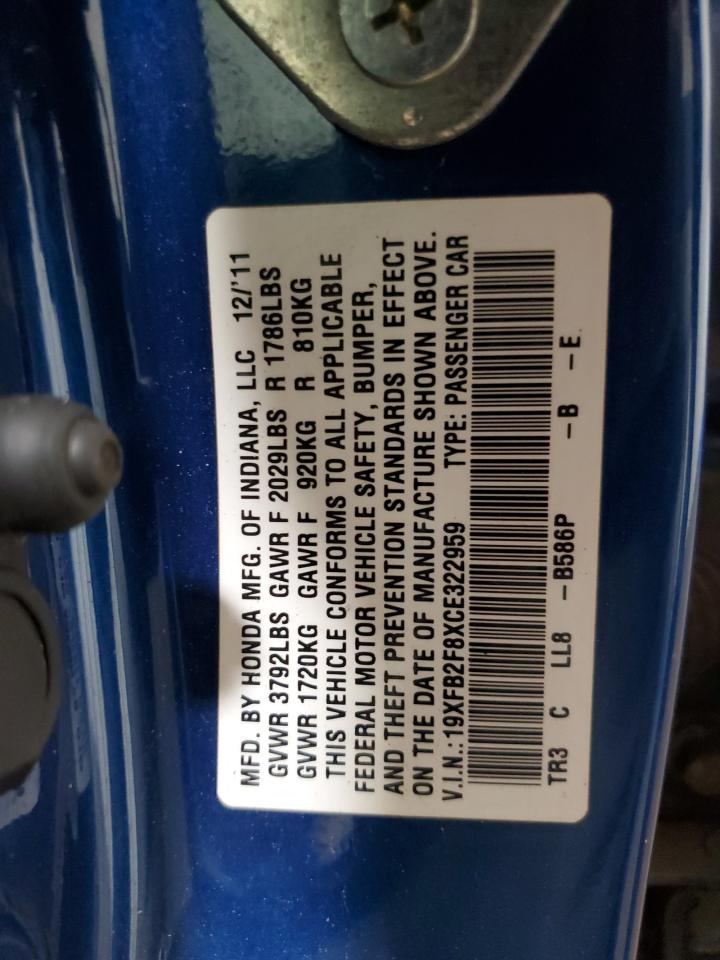 MFD. BY HONDA MFG. OF INDIANA, LLC 12/'11
GVWR 3792LBS GAWR F 2029LBS R 1786LBS
GVWR 1720KG GAWR F 920KG R 810KG
THIS VEHICLE CONFORMS TO ALL APPLICABLE
FEDERAL MOTOR VEHICLE SAFETY, BUMPER,
AND THEFT PREVENTION STANDARDS IN EFFECT
ON THE DATE OF MANUFACTURE SHOWN ABOVE.
V.I.N.: 19XFB2F8XCE322959 TYPE: PASSENGER CAR
TR3 C LL8 -B586P -B -E